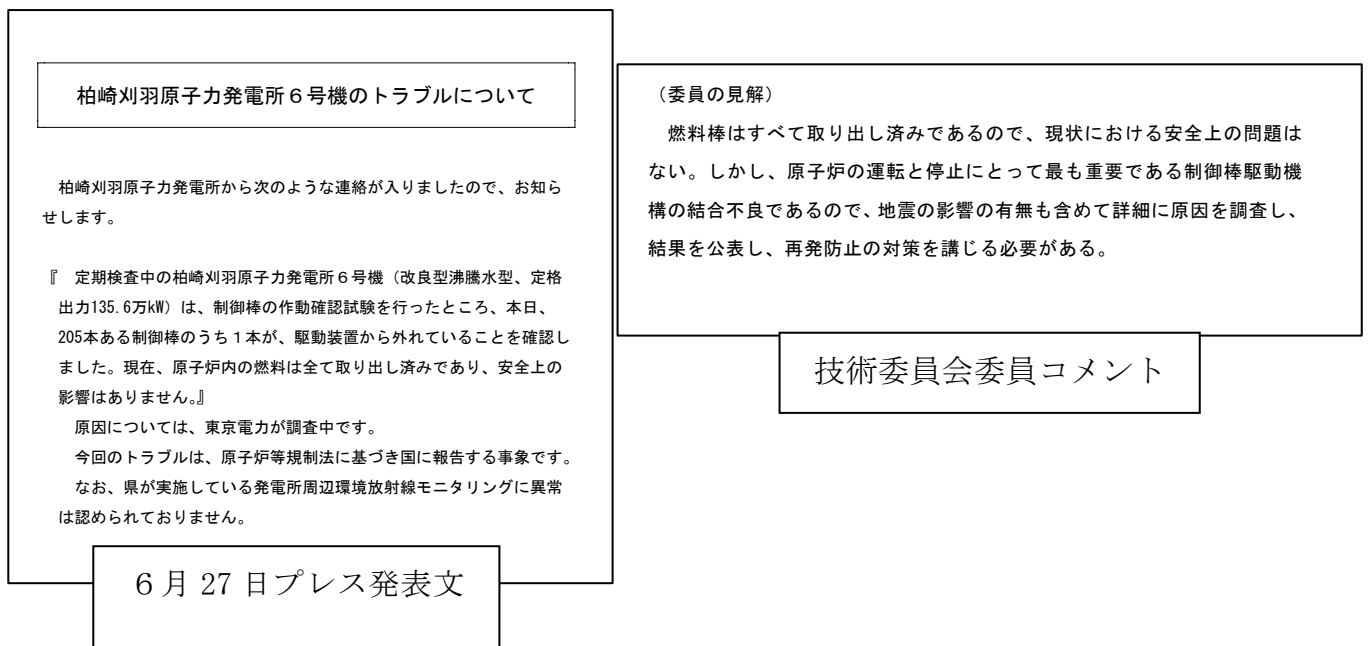 柏崎刈羽原子力発電所６号機のトラブルについて
柏崎刈羽原子力発電所から次のような連絡が入りましたので、お知ら
せします。
『　定期検査中の柏崎刈羽原子力発電所６号機（改良型沸騰水型、定格
出力135.6万kW）は、制御棒の作動確認試験を行ったところ、本日、
205本ある制御棒のうち１本が、駆動装置から外れていることを確認し
ました。現在、原子炉内の燃料は全て取り出し済みであり、安全上の
影響はありません。』
原因については、東京電力が調査中です。
今回のトラブルは、原子炉等規制法に基づき国に報告する事象です。
なお、県が実施している発電所周辺環境放射線モニタリングに異常
は認められておりません。
６月 27 日プレス発表文
（委員の見解）
燃料棒はすべて取り出し済みであるので、現状における安全上の問題は
ない。しかし、原子炉の運転と停止にとって最も重要である制御棒駆動機
構の結合不良であるので、地震の影響の有無も含めて詳細に原因を調査し、
結果を公表し、再発防止の対策を講じる必要がある。
技術委員会委員コメント